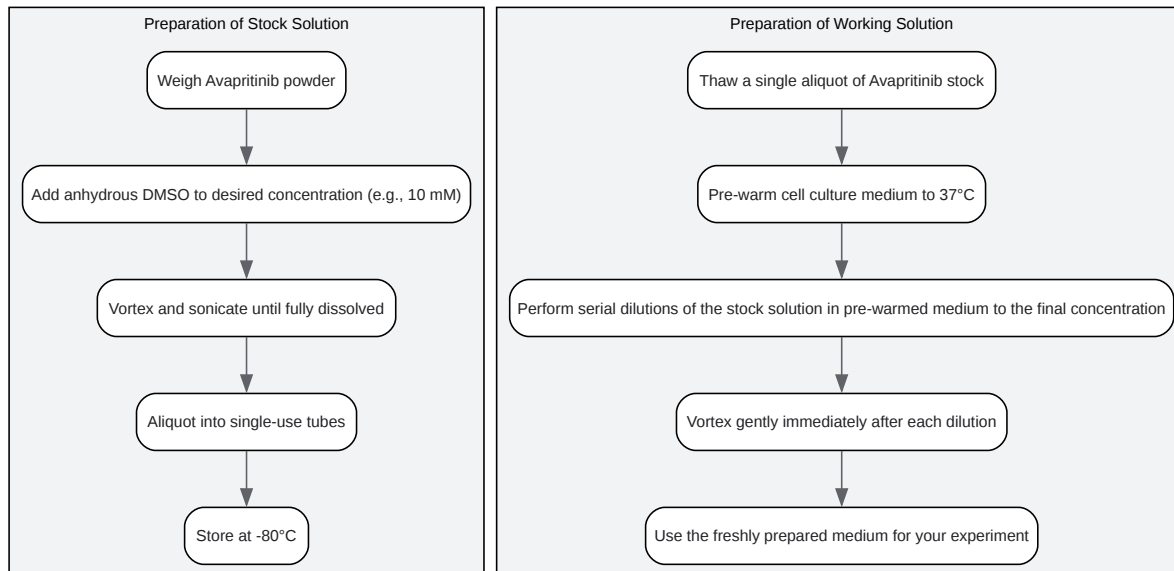 Preparation of Stock Solution
Weigh Avapritinib powder
Add anhydrous DMSO to desired concentration (e.g., 10 mM)
Vortex and sonicate until fully dissolved
Aliquot into single-use tubes
Store at -80°C
Preparation of Working Solution
Thaw a single aliquot of Avapritinib stock
Pre-warm cell culture medium to 37°C
Perform serial dilutions of the stock solution in pre-warmed medium to the final concentration
Vortex gently immediately after each dilution
Use the freshly prepared medium for your experiment